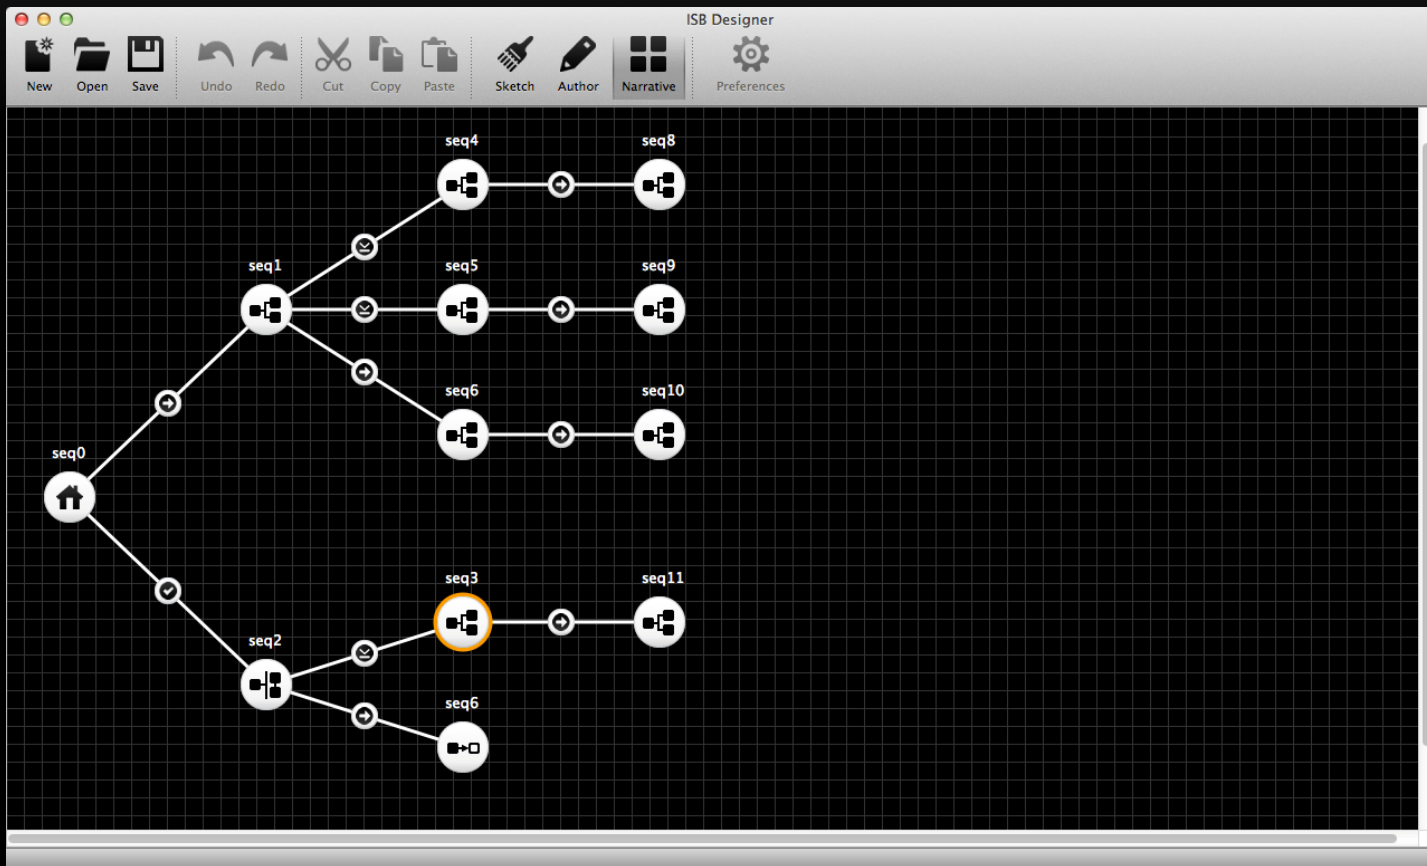 ISB Designer
New Open Save Undo Redo Cut Copy Paste Sketch Author Narrative Preferences
seq4 seq8
seq1 seq5 seq9
seq6 seq10
seq0
seq3 seq11
seq2
seq6